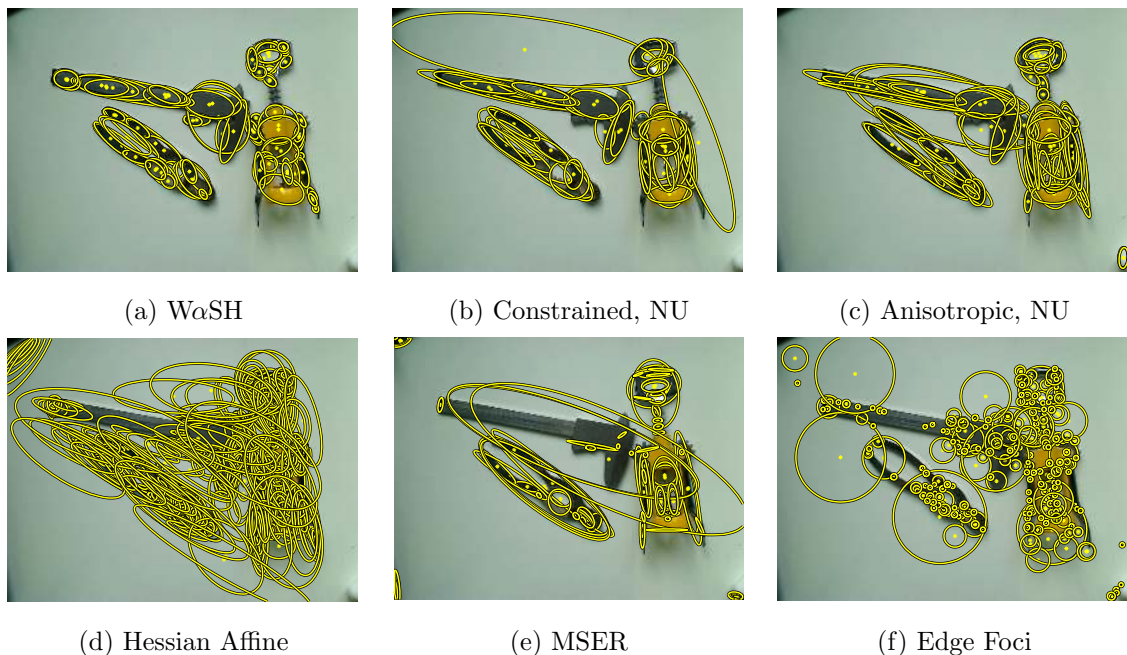 (a) WαSH
(b) Constrained, NU
(c) Anisotropic, NU
(d) Hessian Affine
(e) MSER
(f) Edge Foci